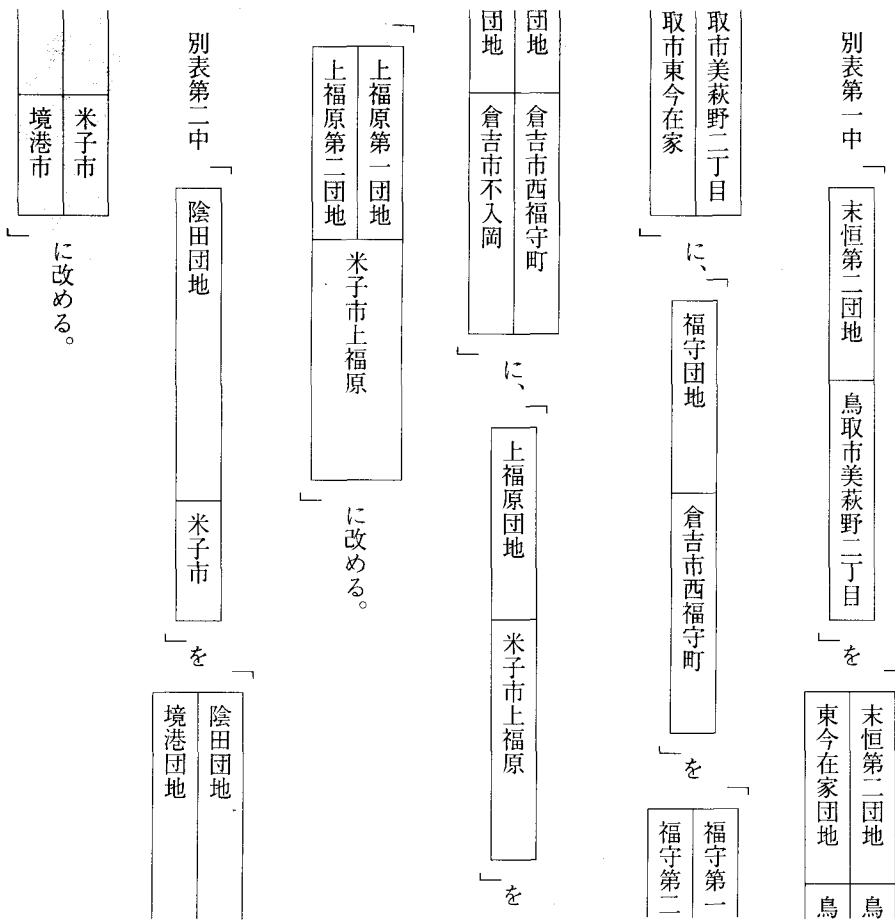 別表第一中「末恒第二団地 鳥取市美萩野二丁目」を「末恒第二団地 鳥
東今在家団地 鳥
取市美萩野二丁目
取市東今在家」に、「福守団地 倉吉市西福守町」を「福守第一
福守第二
団地 倉吉市西福守町
団地 倉吉市不入岡」に、「上福原団地 米子市上福原」を
「上福原第一団地 米子市上福原
上福原第二団地」に改める。
別表第二中「陰田団地 米子市」を「陰田団地
境港団地
米子市
境港市」に改める。